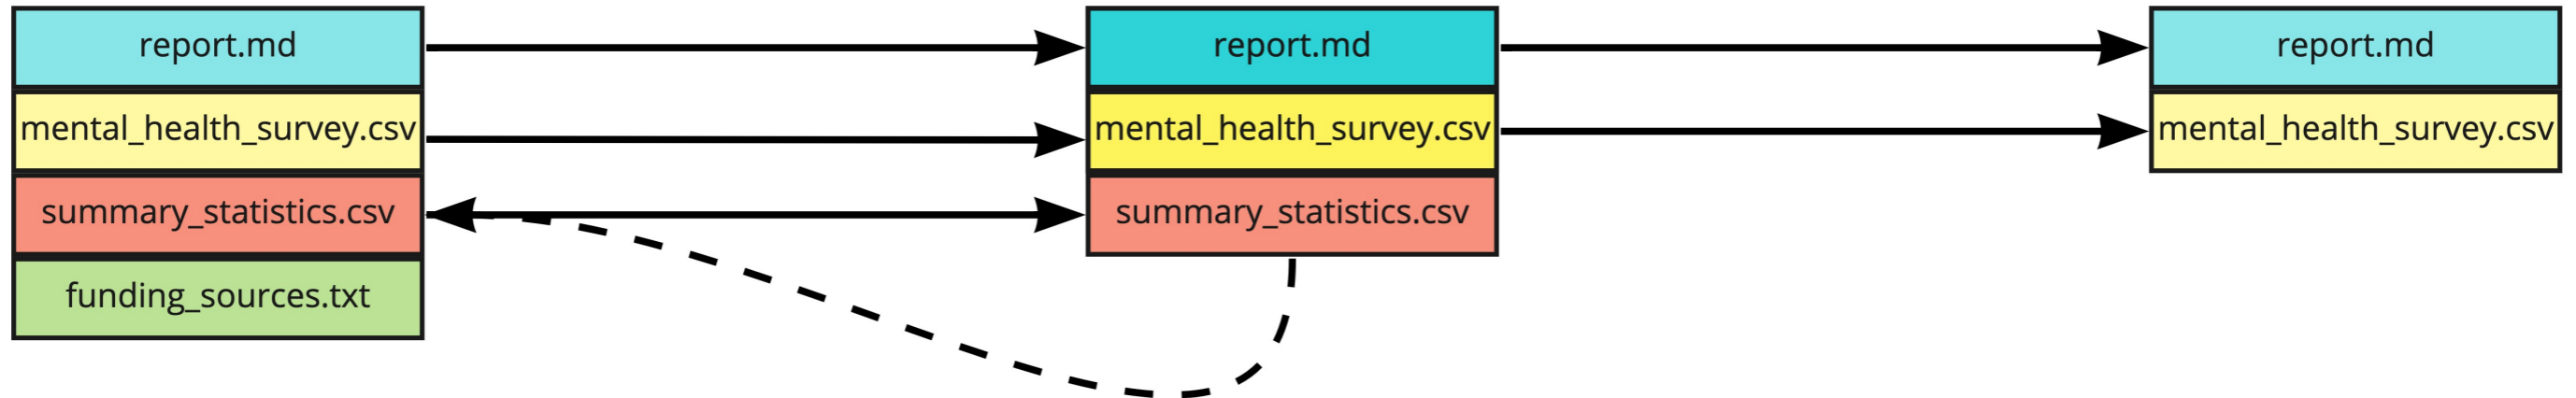 report.md
mental_health_survey.csv
summary_statistics.csv
funding_sources.txt
report.md
mental_health_survey.csv
summary_statistics.csv
report.md
mental_health_survey.csv